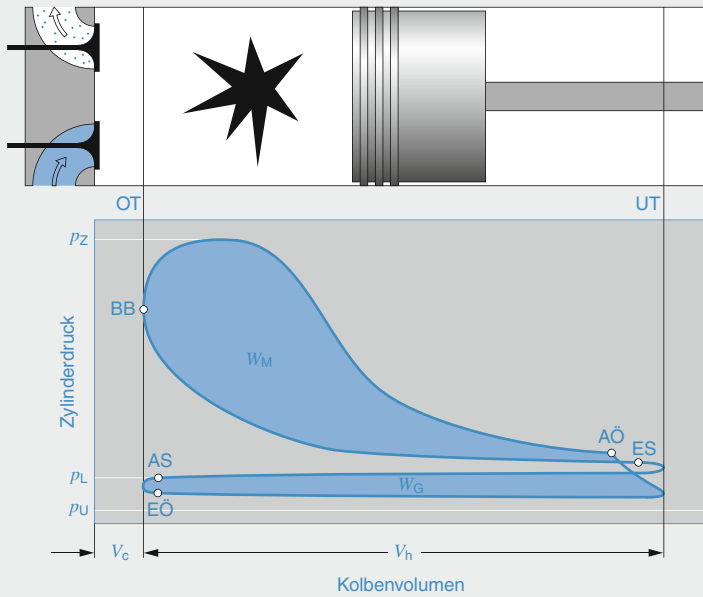 OT UT
pZ
BB
Zylinderdruck
WM
AÖ
ES
AS
pL
WG
EÖ
pU
Vc Vh
Kolbenvolumen